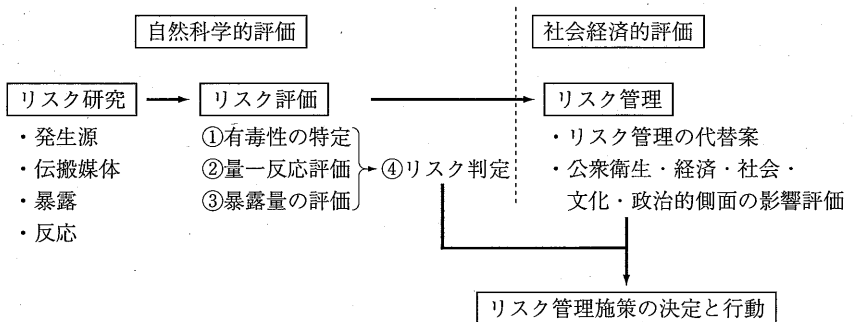 自然科学的評価
社会経済的評価
リスク研究
リスク評価
リスク管理
・発生源
・伝搬媒体
・暴露
・反応
①有毒性の特定
②量―反応評価
③暴露量の評価
④リスク判定
・リスク管理の代替案
・公衆衛生・経済・社会・
文化・政治的側面の影響評価
リスク管理施策の決定と行動